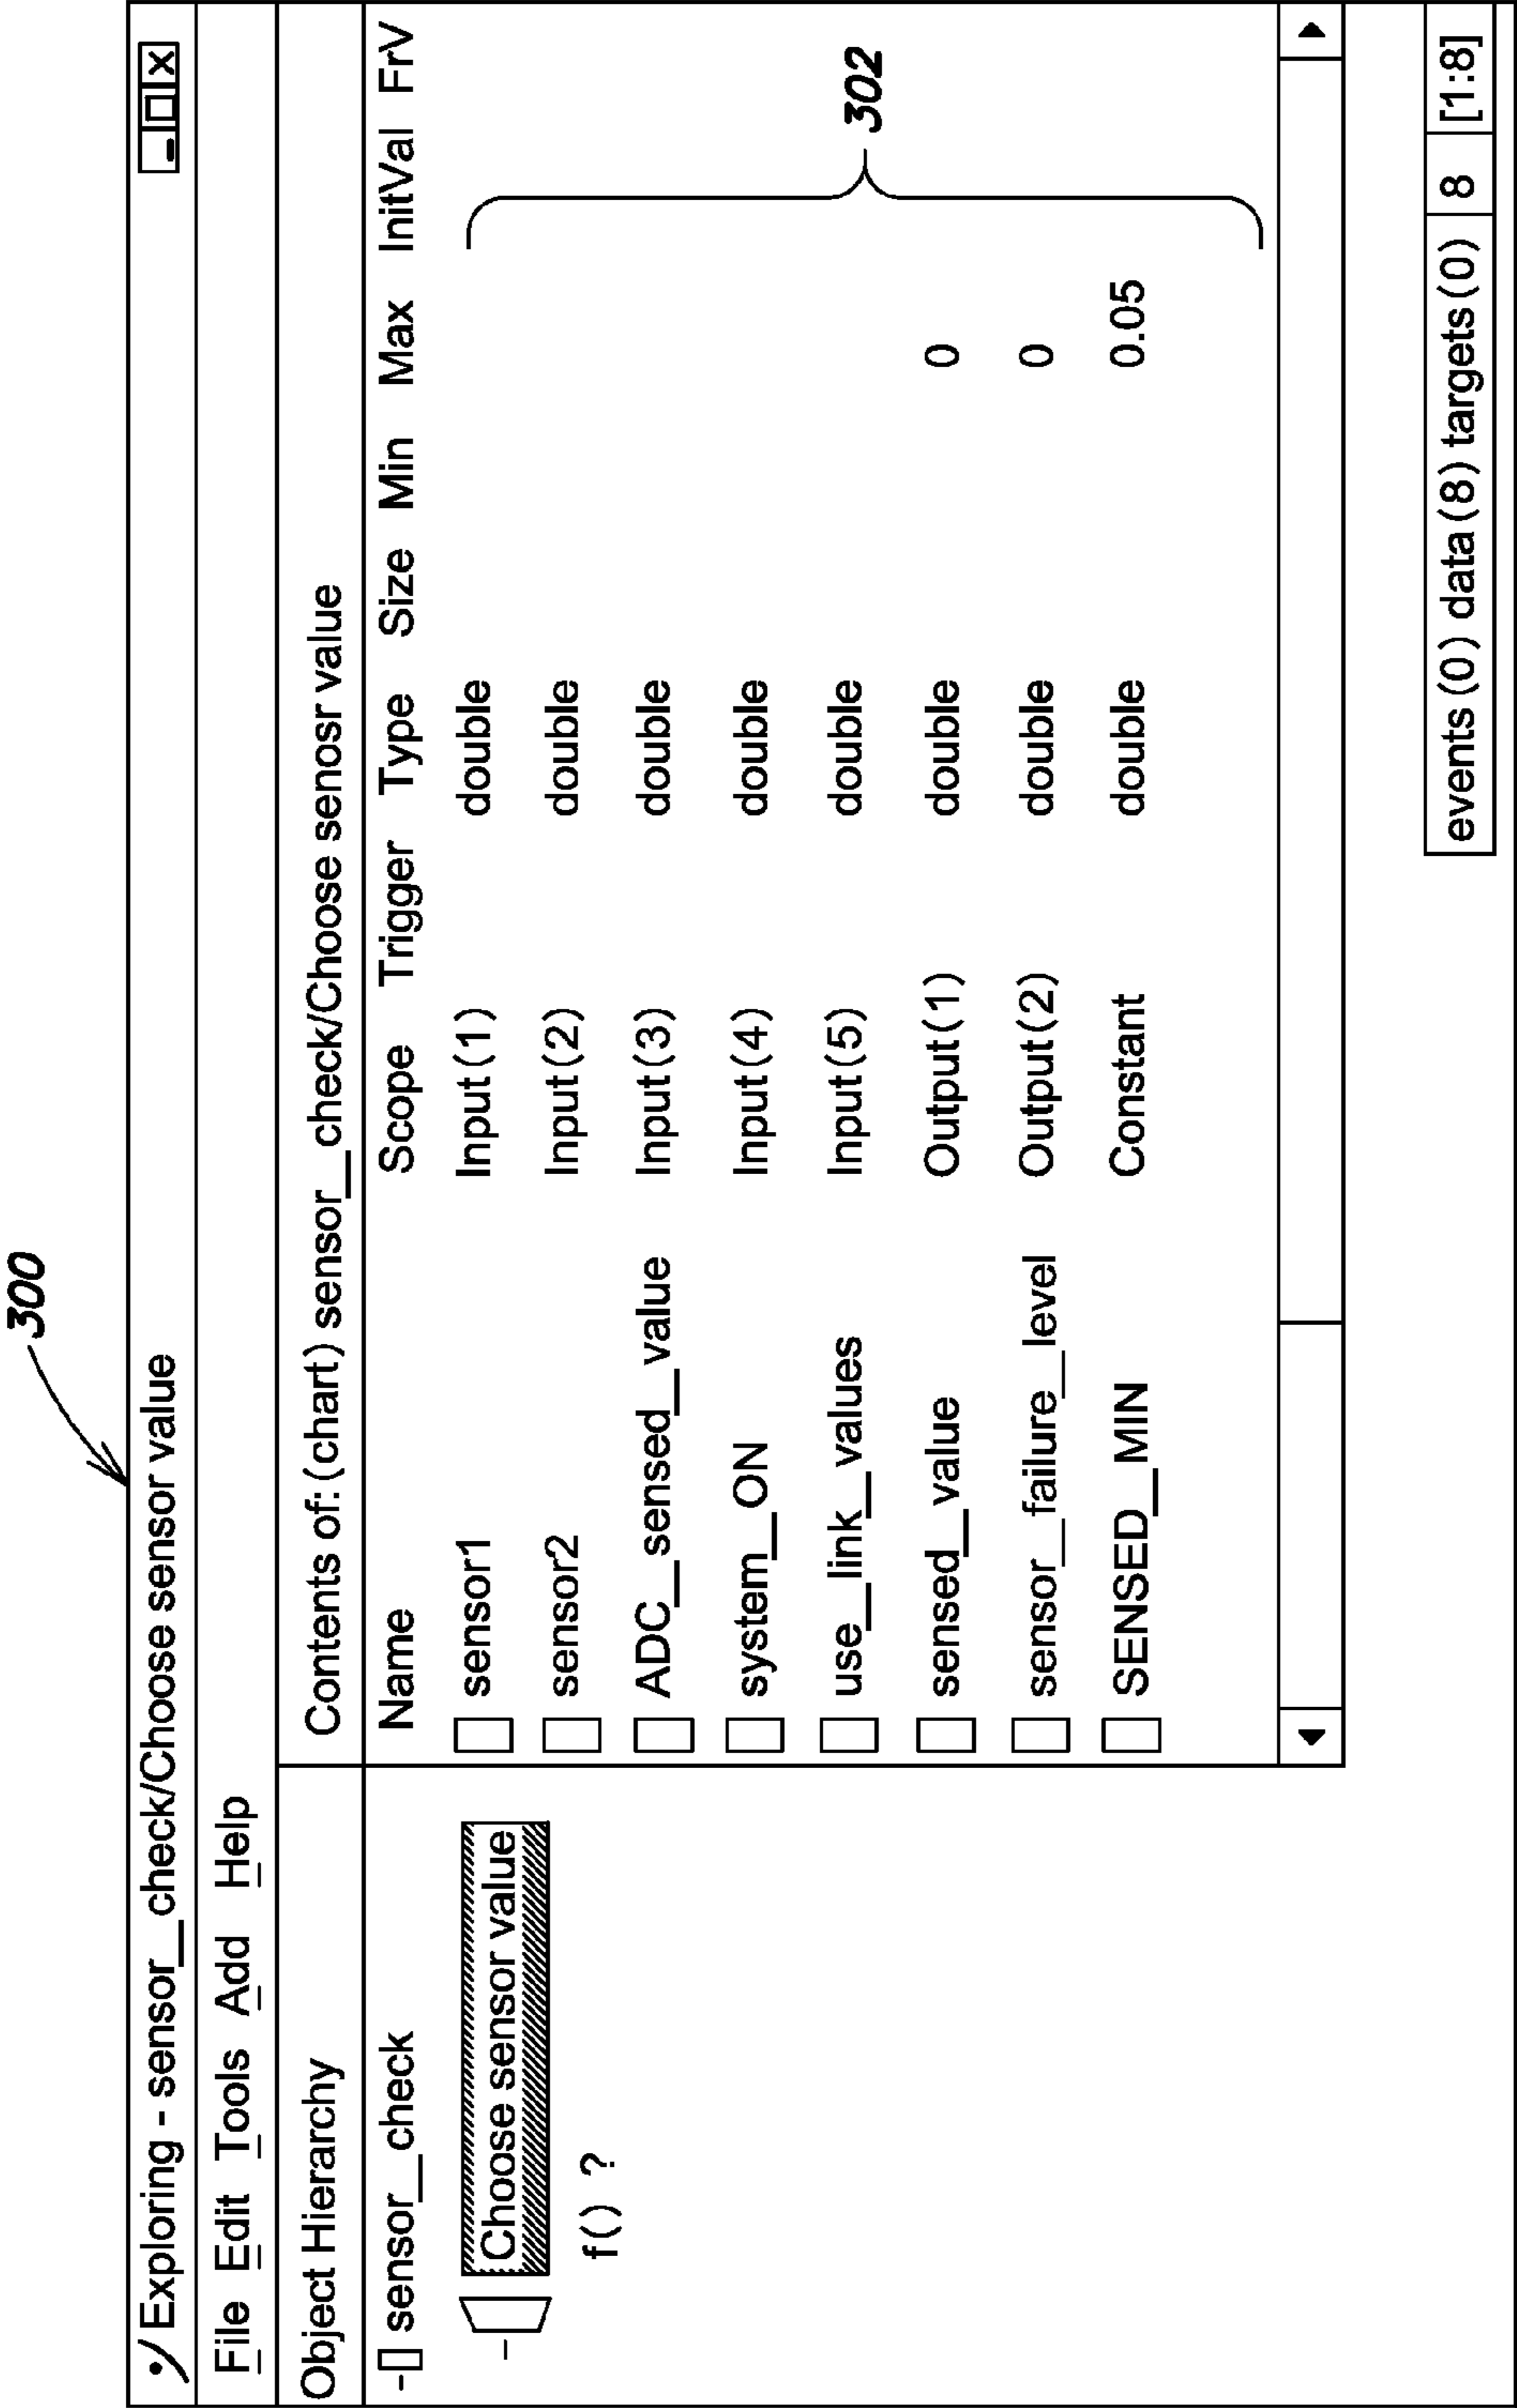 300
Exploring - sensor_check/Choose sensor value
File Edit Tools Add Help
Object Hierarchy
Contents of: (chart) sensor_check/Choose senosr value
sensor_check
Choose sensor value
f() ?
Name Scope Trigger Type Size Min Max InitVal FrV
sensor1 Input(1) double
sensor2 Input(2) double
ADC_sensed_value Input(3) double
system_ON Input(4) double
use_link_values Input(5) double
sensed_value Output(1) double 0
sensor_failure_level Output(2) double 0
SENSED_MIN Constant double 0.05
302
events (0) data (8) targets (0) 8 [1:8]